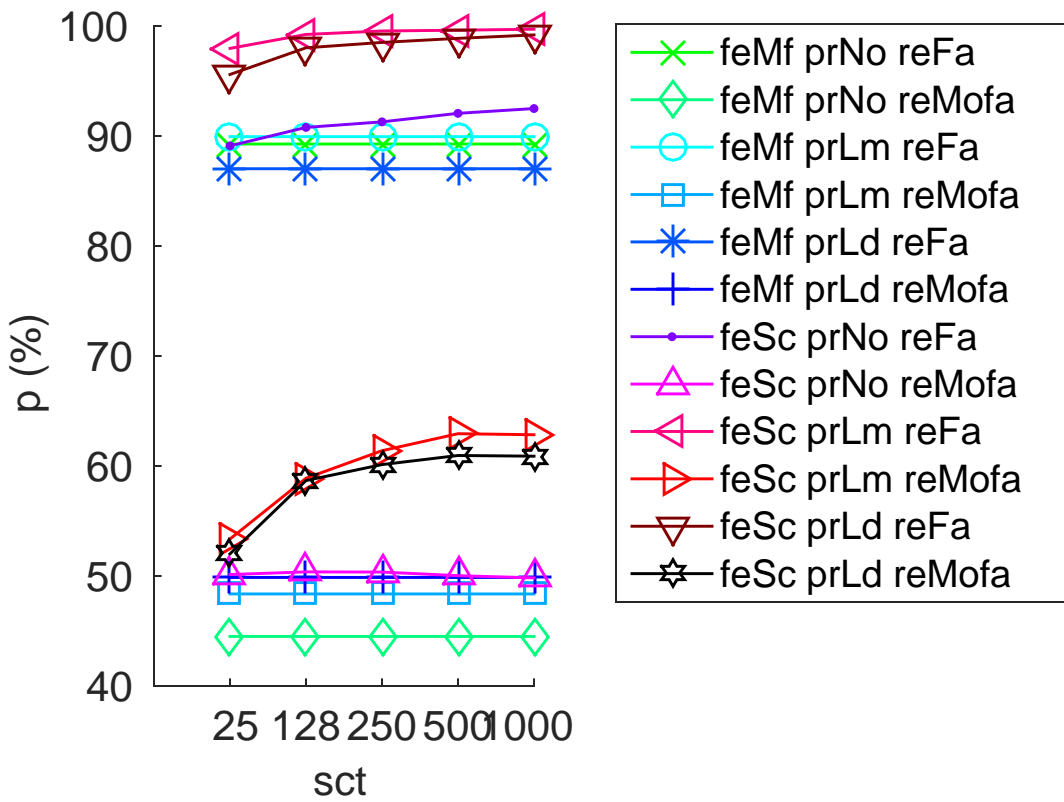 100
90
80
70
60
50
40
p (%)
25 128 250 500 1000
sct
feMf prNo reFa
feMf prNo reMofa
feMf prLm reFa
feMf prLm reMofa
feMf prLd reFa
feMf prLd reMofa
feSc prNo reFa
feSc prNo reMofa
feSc prLm reFa
feSc prLm reMofa
feSc prLd reFa
feSc prLd reMofa